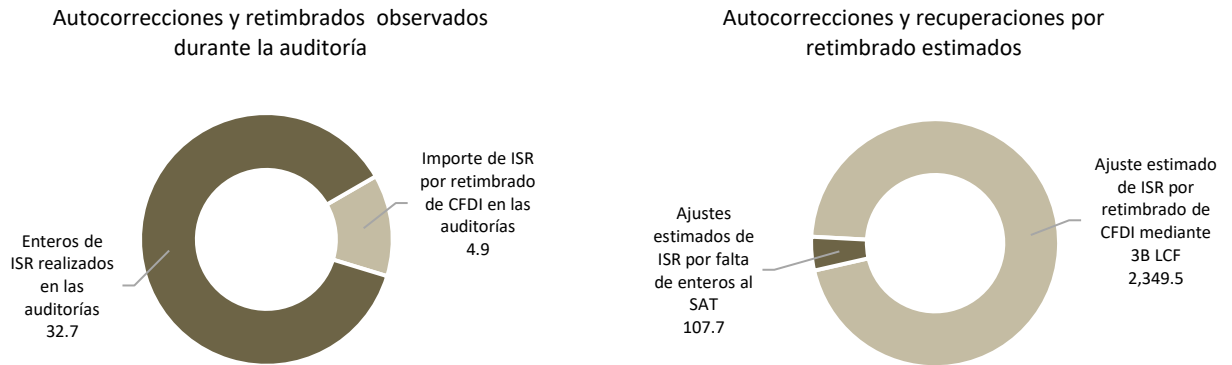 Autocorrecciones y retimbrados observados
durante la auditoría
Enteros de
ISR realizados
en las
auditorías
32.7
Importe de ISR
por retimbrado
de CFDI en las
auditorías
4.9
Autocorrecciones y recuperaciones por
retimbrado estimados
Ajustes
estimados de
ISR por falta
de enteros al
SAT
107.7
Ajuste estimado
de ISR por
retimbrado de
CFDI mediante
3B LCF
2,349.5